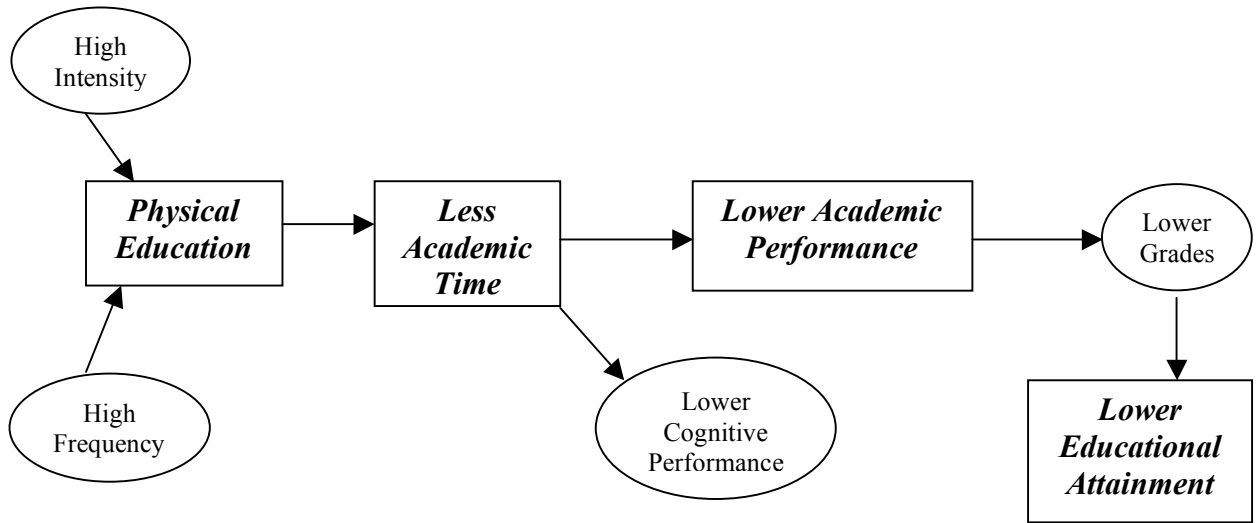 High
Intensity
Physical
Education
Less
Academic
Time
Lower Academic
Performance
Lower
Grades
High
Frequency
Lower
Cognitive
Performance
Lower
Educational
Attainment